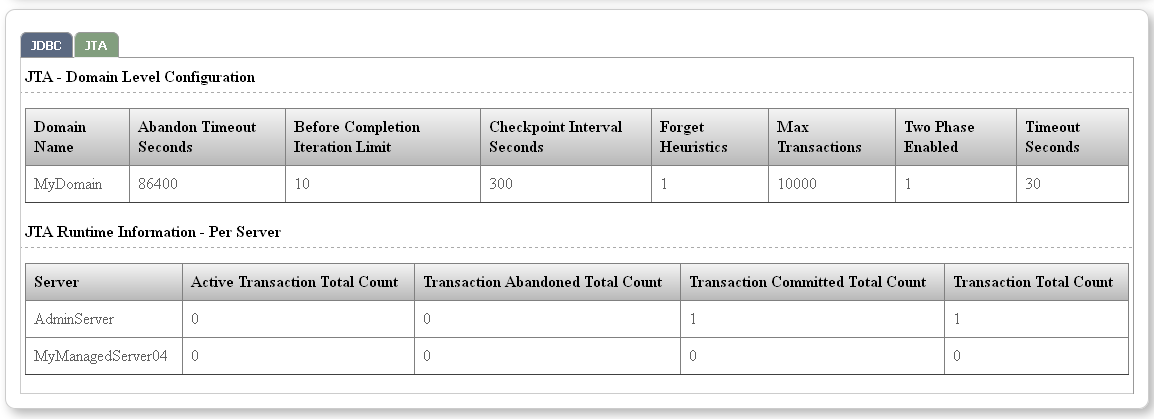 JDBC JTA
JTA - Domain Level Configuration
Domain Name Abandon Timeout Seconds Before Completion Iteration Limit Checkpoint Interval Seconds Forget Heuristics Max Transactions Two Phase Enabled Timeout Seconds
MyDomain 86400 10 300 1 10000 1 30
JTA Runtime Information - Per Server
Server Active Transaction Total Count Transaction Abandoned Total Count Transaction Committed Total Count Transaction Total Count
AdminServer 0 0 1 1
MyManagedServer04 0 0 0 0